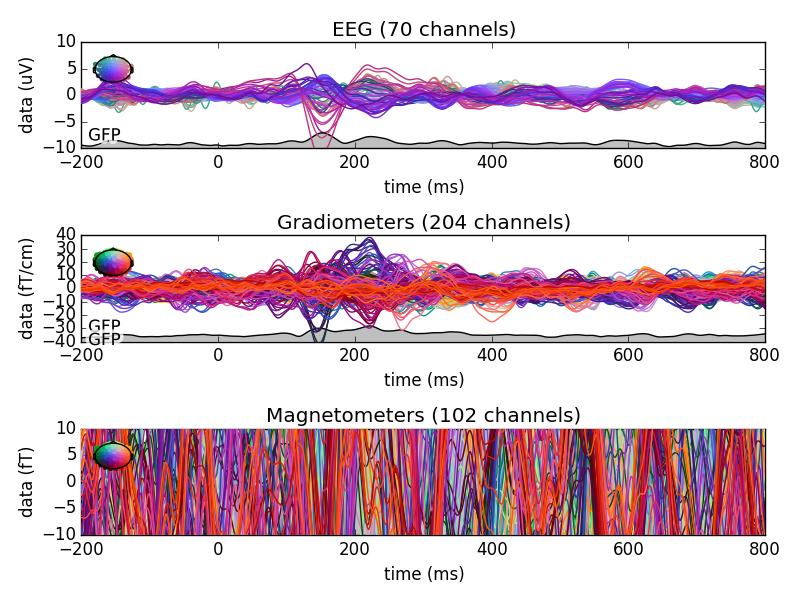 EEG (70 channels)
10
5
0
−5
−10
data (uV)
GFP
−200 0 200 400 600 800
time (ms)
Gradiometers (204 channels)
40
30
20
10
0
−10
−20
−30
−40
data (fT/cm)
GFP
GFP
−200 0 200 400 600 800
time (ms)
Magnetometers (102 channels)
10
5
0
−5
−10
data (fT)
−200 0 200 400 600 800
time (ms)